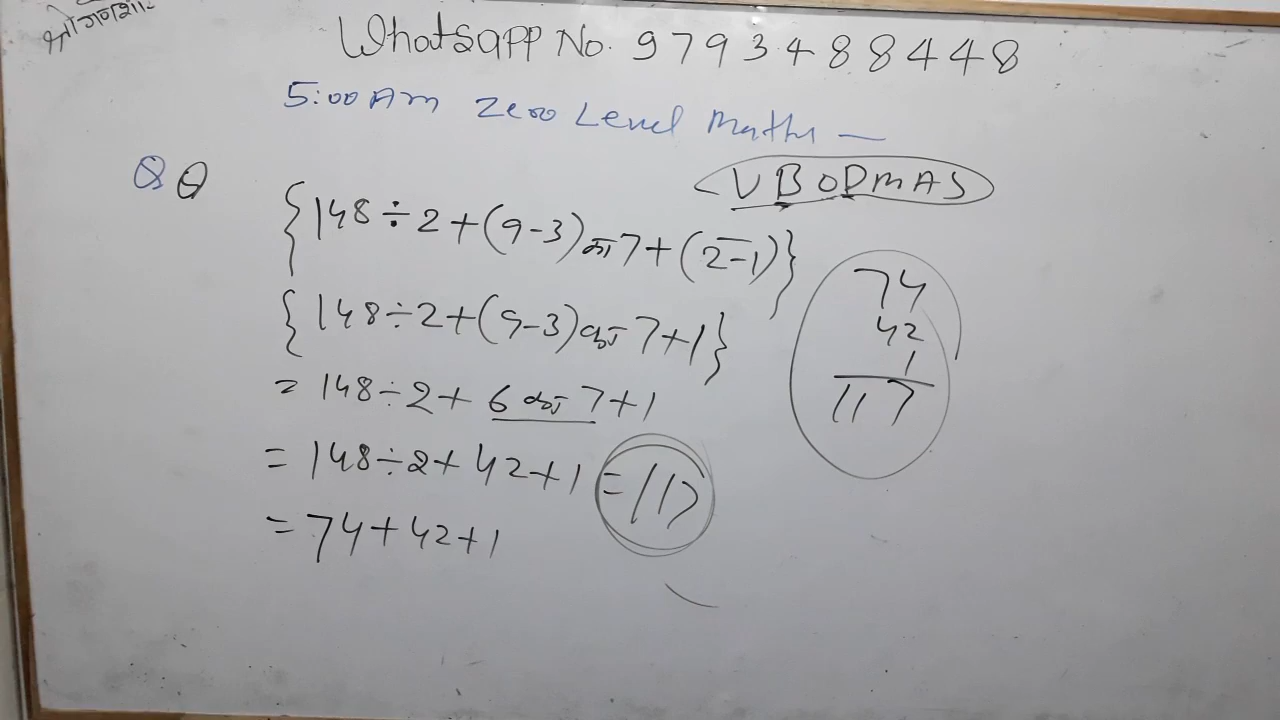 श्री गणेशाः
Whatsapp No. 9793488448
5:00 Am Zero Level Maths —
VBODMAS
Q Q
{148÷2+(9-3)का7+(2̅-̅1)}
{148÷2+(9-3)का 7+1}
= 148÷2+ 6 का 7+1
= 148÷2+ 42+1 = 117
= 74+42+1
74
42
1
117